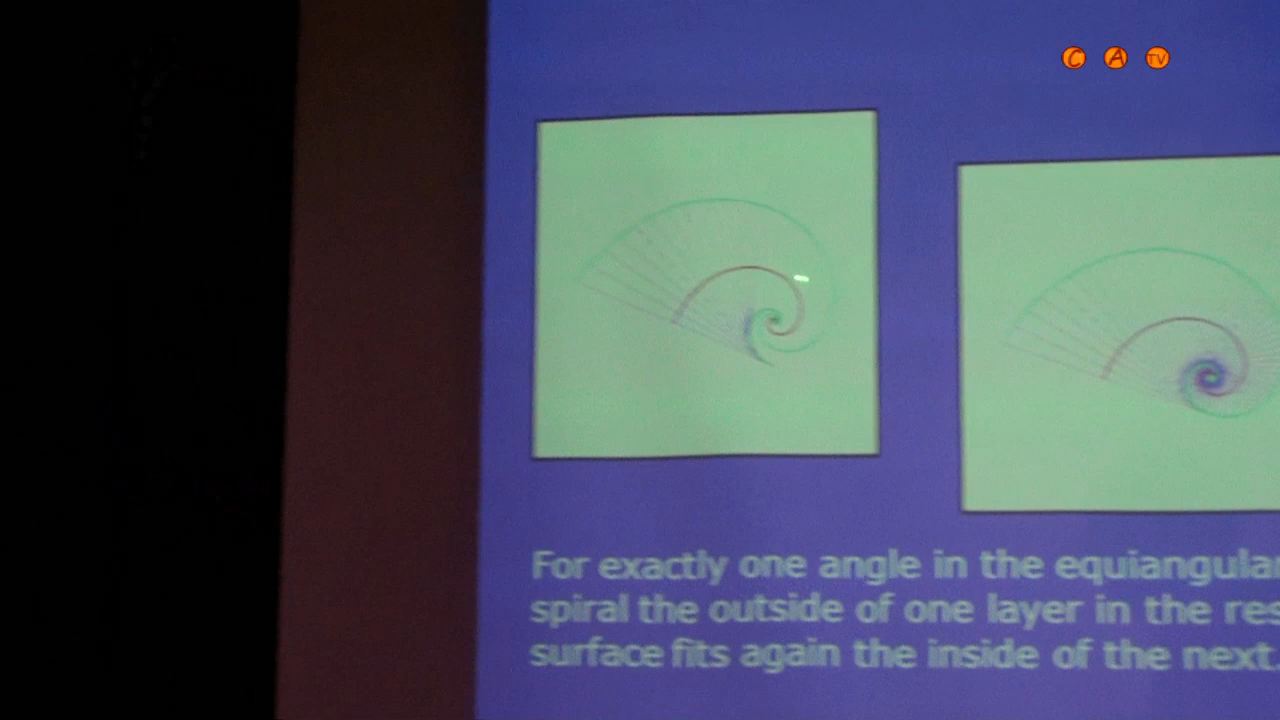 C A TV
For exactly one angle in the equiangular
spiral the outside of one layer in the res
surface fits again the inside of the next.